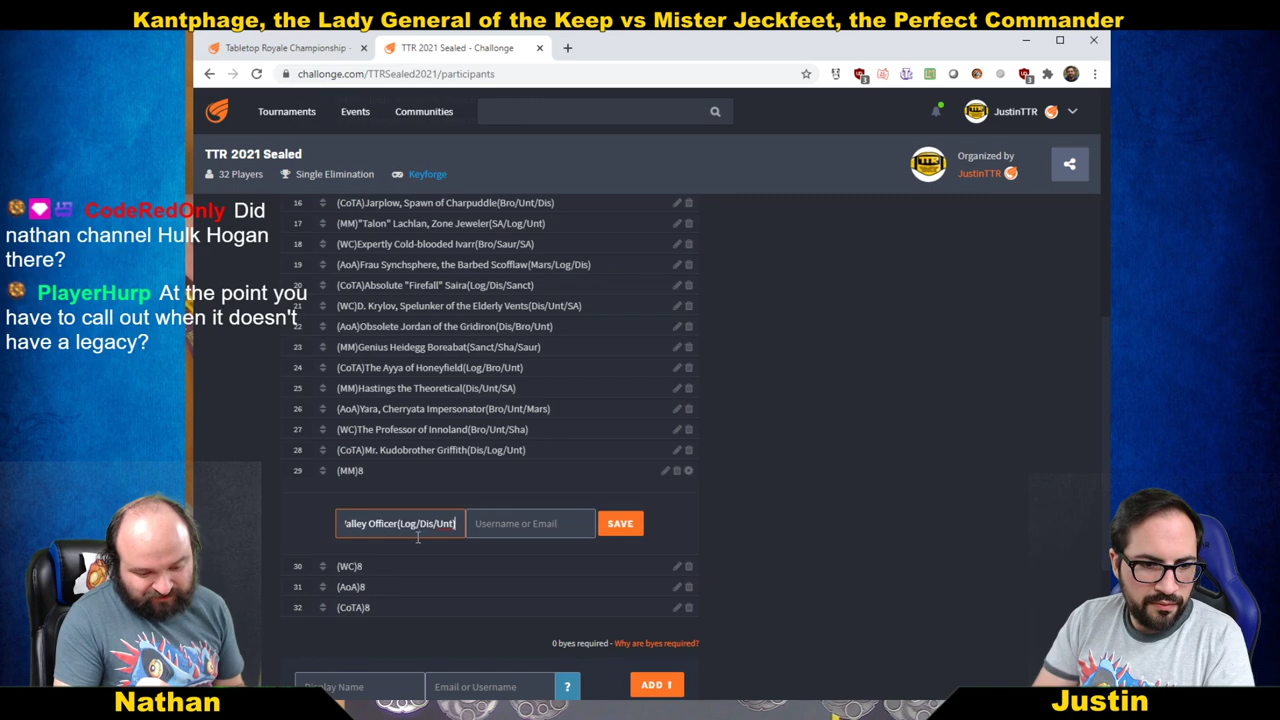 Kantphage, the Lady General of the Keep vs Mister Jeckfeet, the Perfect Commander
Tabletop Royale Championship -
TTR 2021 Sealed - Challonge
challonge.com/TTRSealed2021/participants
Tournaments
Events
Communities
JustinTTR
TTR 2021 Sealed
32 Players
Single Elimination
Keyforge
Organized by
JustinTTR
CodeRedOnly Did
nathan channel Hulk Hogan
there?
PlayerHurp At the point you
have to call out when it doesn't
have a legacy?
16 (CoTA)Jarplow, Spawn of Charpuddle(Bro/Unt/Dis)
17 (MM)"Talon" Lachlan, Zone Jeweler(SA/Log/Unt)
18 (WC)Expertly Cold-blooded Ivarr(Bro/Saur/SA)
19 (AoA)Frau Synchsphere, the Barbed Scofflaw(Mars/Log/Dis)
20 (CoTA)Absolute "Firefall" Saira(Log/Dis/Sanct)
21 (WC)D. Krylov, Spelunker of the Elderly Vents(Dis/Unt/SA)
22 (AoA)Obsolete Jordan of the Gridiron(Dis/Bro/Unt)
23 (MM)Genius Heidegg Boreabat(Sanct/Sha/Saur)
24 (CoTA)The Ayya of Honeyfield(Log/Bro/Unt)
25 (MM)Hastings the Theoretical(Dis/Unt/SA)
26 (AoA)Yara, Cherryata Impersonator(Bro/Unt/Mars)
27 (WC)The Professor of Innoland(Bro/Unt/Sha)
28 (CoTA)Mr. Kudobrother Griffith(Dis/Log/Unt)
29 (MM)8
alley Officer(Log/Dis/Unt)
Username or Email
SAVE
30 (WC)8
31 (AoA)8
32 (CoTA)8
0 byes required - Why are byes required?
Display Name
Email or Username
?
ADD
Nathan
Justin